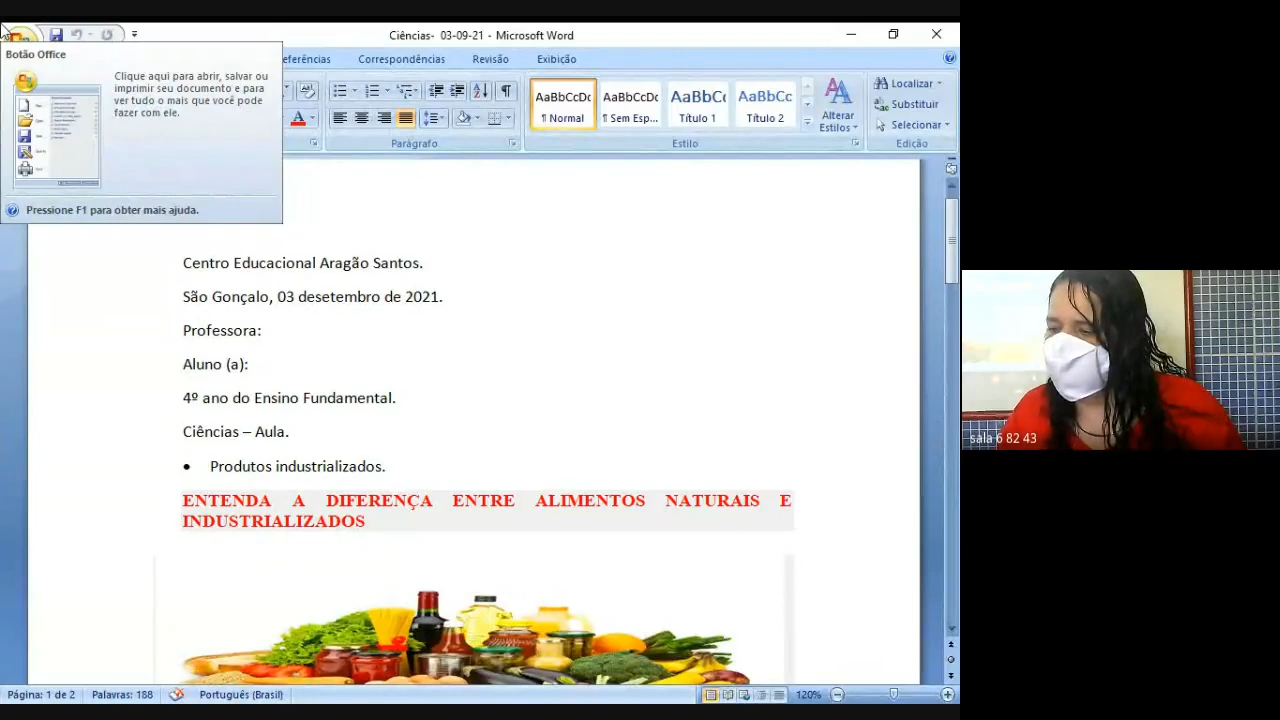 Ciências- 03-09-21 - Microsoft Word
Botão Office
Clique aqui para abrir, salvar ou
imprimir seu documento e para
ver tudo o mais que você pode
fazer com ele.
Pressione F1 para obter mais ajuda.
eferências Correspondências Revisão Exibição
AaBbCcDc AaBbCcDc AaBbCc AaBbCc
¶ Normal ¶ Sem Esp... Título 1 Título 2
Alterar
Estilos
Localizar
Substituir
Selecionar
Parágrafo Estilo Edição
Centro Educacional Aragão Santos.
São Gonçalo, 03 desetembro de 2021.
Professora:
Aluno (a):
4º ano do Ensino Fundamental.
Ciências – Aula.
• Produtos industrializados.
ENTENDA A DIFERENÇA ENTRE ALIMENTOS NATURAIS E
INDUSTRIALIZADOS
Página: 1 de 2 Palavras: 188 Português (Brasil) 120%
sala 6 82 43